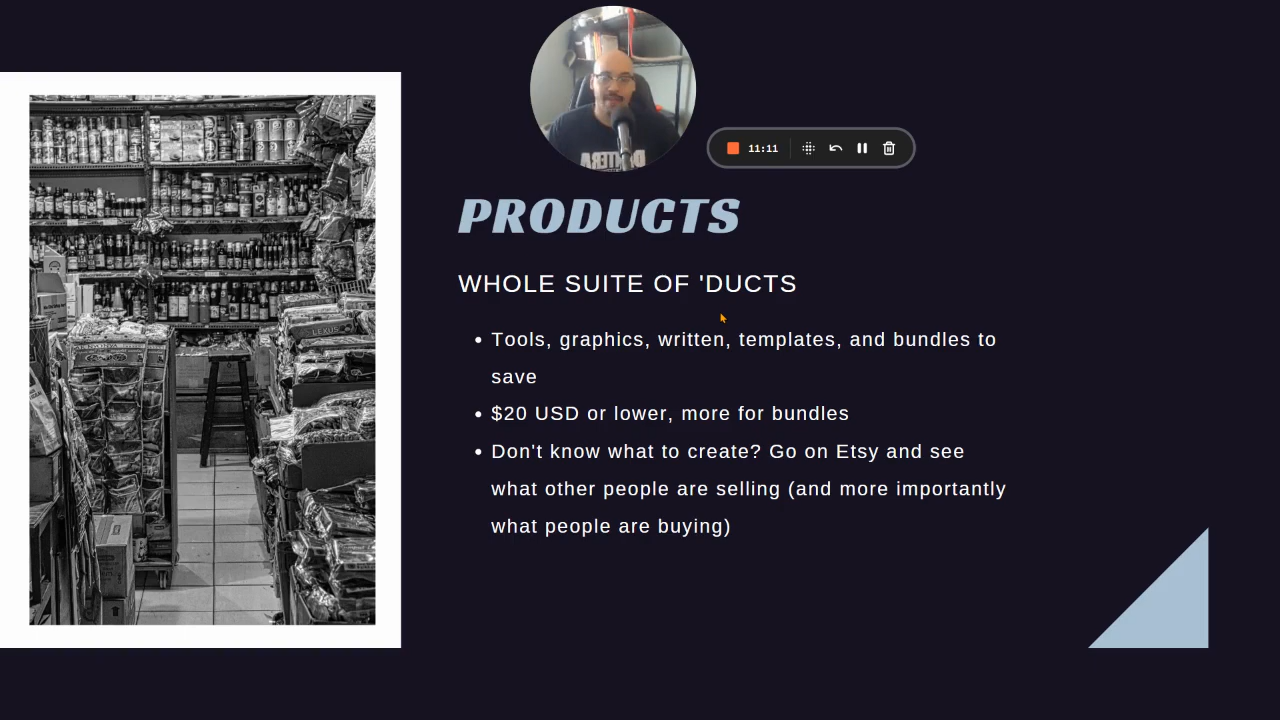 11:11
PRODUCTS
WHOLE SUITE OF 'DUCTS
Tools, graphics, written, templates, and bundles to
save
$20 USD or lower, more for bundles
Don't know what to create? Go on Etsy and see
what other people are selling (and more importantly
what people are buying)
LEXUS